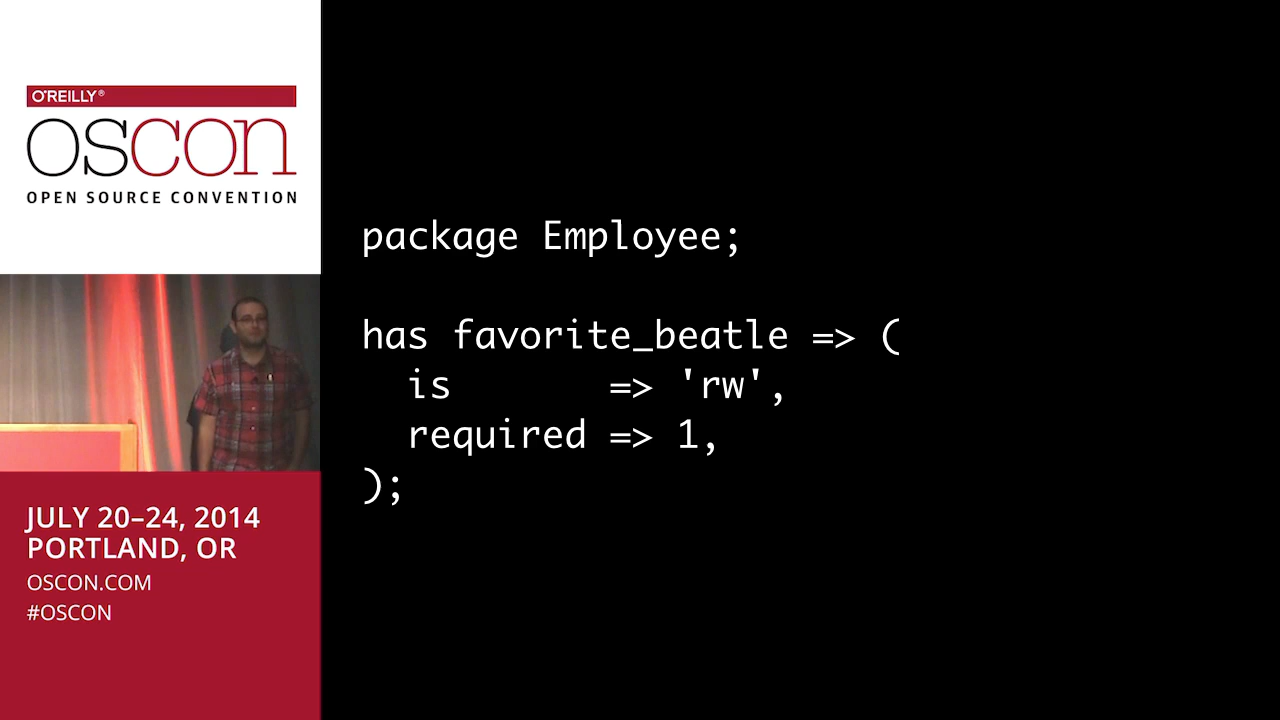 O'REILLY®
OSCON
OPEN SOURCE CONVENTION
JULY 20–24, 2014
PORTLAND, OR
OSCON.COM
#OSCON
package Employee;
has favorite_beatle => (
  is       => 'rw',
  required => 1,
);